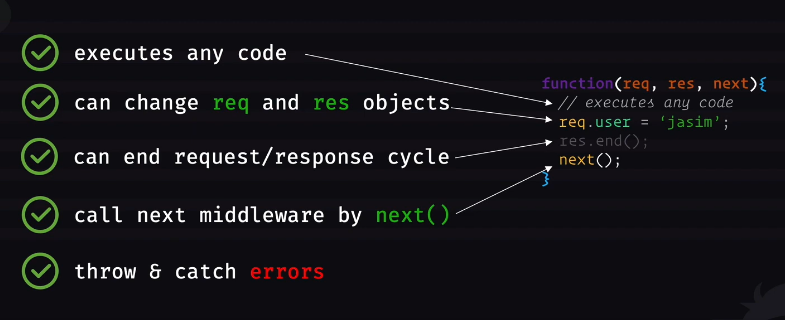 executes any code
can change req and res objects
can end request/response cycle
call next middleware by next()
throw & catch errors
function(req, res, next){
// executes any code
req.user = ‘jasim’;
res.end();
next();
}